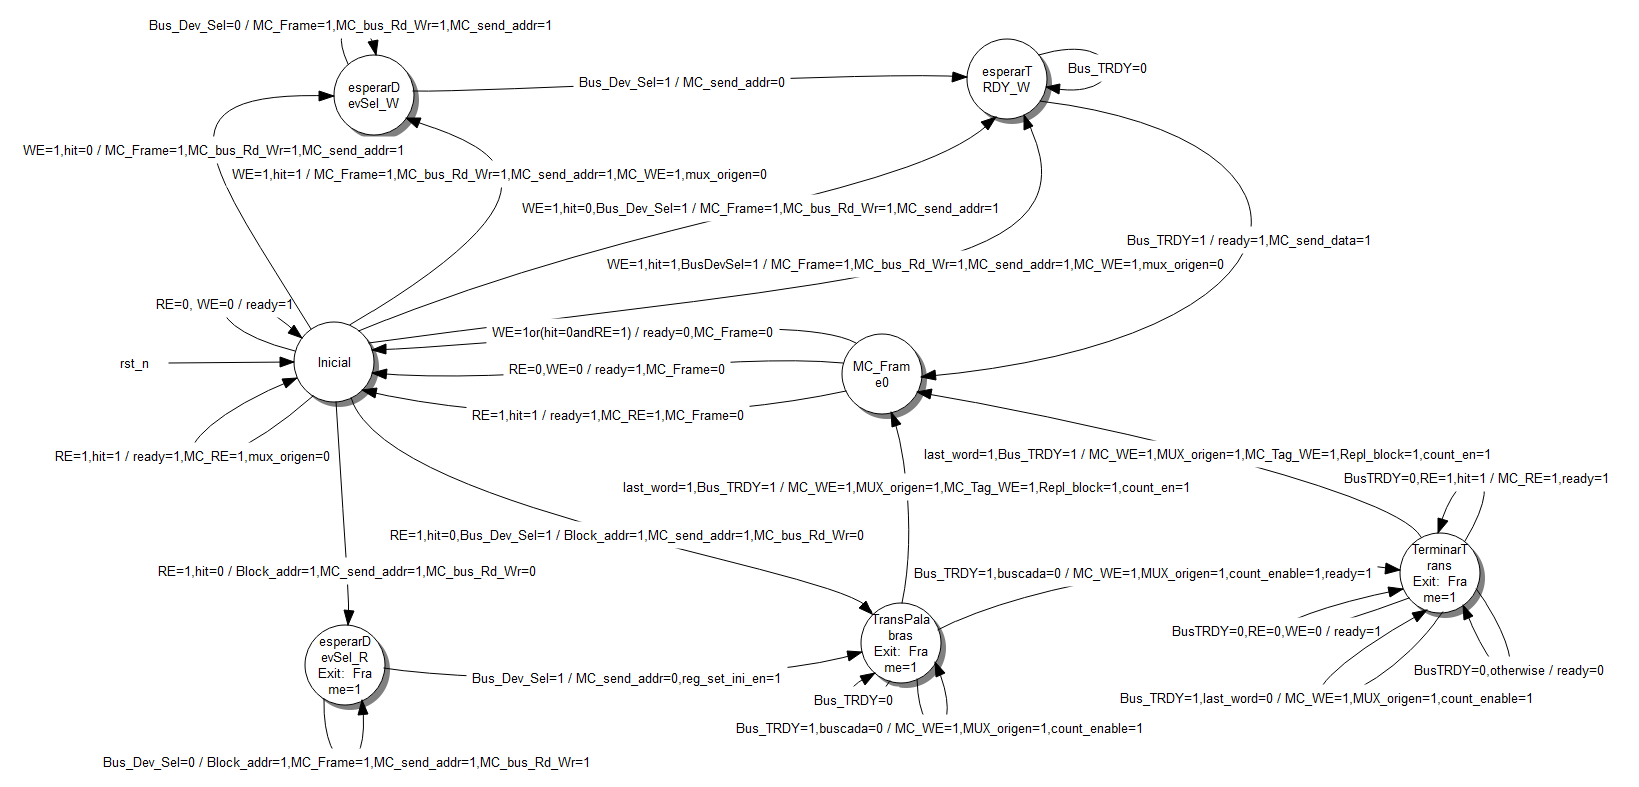 Bus_Dev_Sel=0 / MC_Frame=1,MC_bus_Rd_Wr=1,MC_send_addr=1
esperarD
evSel_W
Bus_Dev_Sel=1 / MC_send_addr=0
esperarT
RDY_W
Bus_TRDY=0
WE=1,hit=0 / MC_Frame=1,MC_bus_Rd_Wr=1,MC_send_addr=1
WE=1,hit=1 / MC_Frame=1,MC_bus_Rd_Wr=1,MC_send_addr=1,MC_WE=1,mux_origen=0
WE=1,hit=0,Bus_Dev_Sel=1 / MC_Frame=1,MC_bus_Rd_Wr=1,MC_send_addr=1
Bus_TRDY=1 / ready=1,MC_send_data=1
WE=1,hit=1,BusDevSel=1 / MC_Frame=1,MC_bus_Rd_Wr=1,MC_send_addr=1,MC_WE=1,mux_origen=0
RE=0, WE=0 / ready=1
WE=1or(hit=0andRE=1) / ready=0,MC_Frame=0
rst_n
Inicial
RE=0,WE=0 / ready=1,MC_Frame=0
MC_Fram
e0
RE=1,hit=1 / ready=1,MC_RE=1,MC_Frame=0
RE=1,hit=1 / ready=1,MC_RE=1,mux_origen=0
last_word=1,Bus_TRDY=1 / MC_WE=1,MUX_origen=1,MC_Tag_WE=1,Repl_block=1,count_en=1
BusTRDY=0,RE=1,hit=1 / MC_RE=1,ready=1
last_word=1,Bus_TRDY=1 / MC_WE=1,MUX_origen=1,MC_Tag_WE=1,Repl_block=1,count_en=1
RE=1,hit=0,Bus_Dev_Sel=1 / Block_addr=1,MC_send_addr=1,MC_bus_Rd_Wr=0
RE=1,hit=0 / Block_addr=1,MC_send_addr=1,MC_bus_Rd_Wr=0
Bus_TRDY=1,buscada=0 / MC_WE=1,MUX_origen=1,count_enable=1,ready=1
TerminarT
rans
Exit: Fra
me=1
BusTRDY=0,RE=0,WE=0 / ready=1
TransPala
bras
Exit: Fra
me=1
esperarD
evSel_R
Exit: Fra
me=1
Bus_Dev_Sel=1 / MC_send_addr=0,reg_set_ini_en=1
BusTRDY=0,otherwise / ready=0
Bus_TRDY=0
Bus_TRDY=1,last_word=0 / MC_WE=1,MUX_origen=1,count_enable=1
Bus_TRDY=1,buscada=0 / MC_WE=1,MUX_origen=1,count_enable=1
Bus_Dev_Sel=0 / Block_addr=1,MC_Frame=1,MC_send_addr=1,MC_bus_Rd_Wr=1